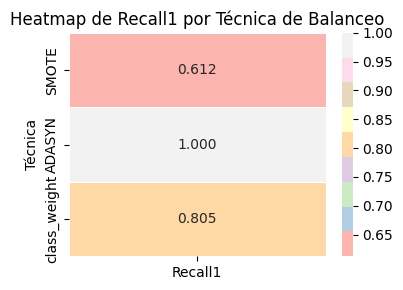 Heatmap de Recall1 por Técnica de Balanceo
Técnica
SMOTE
0.612
ADASYN
1.000
class_weight
0.805
Recall1
1.00
0.95
0.90
0.85
0.80
0.75
0.70
0.65